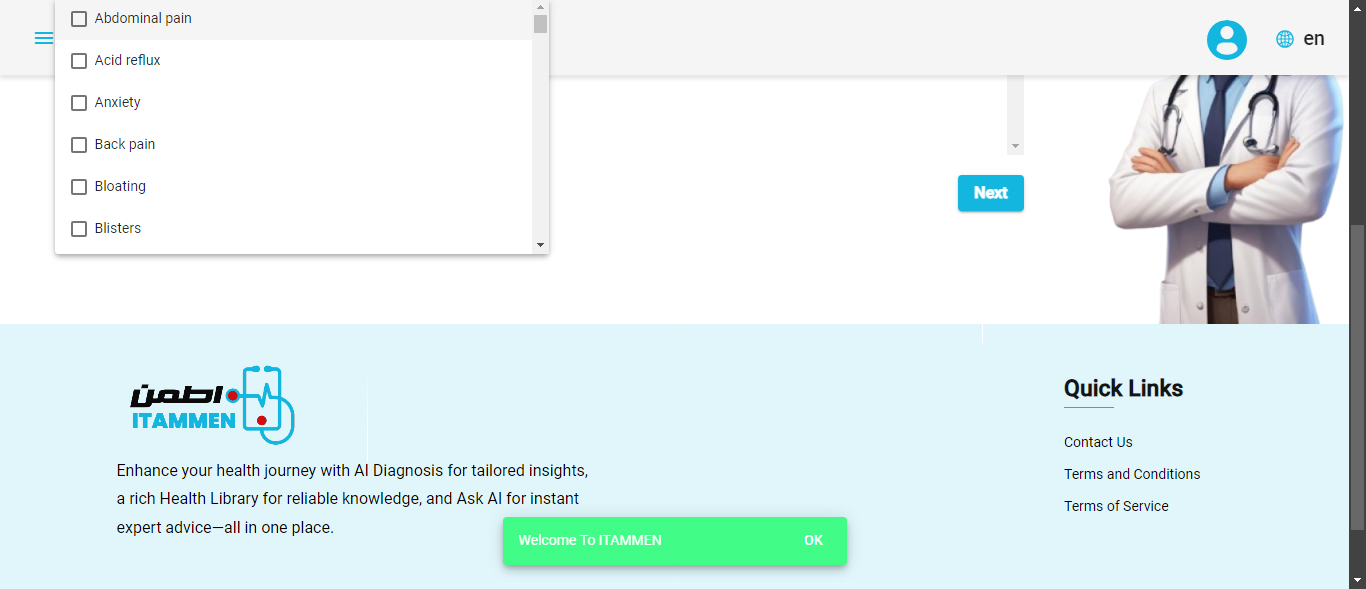 Abdominal pain
Acid reflux
Anxiety
Back pain
Bloating
Blisters
en
Next
اطمن
ITAMMEN
Enhance your health journey with AI Diagnosis for tailored insights,
a rich Health Library for reliable knowledge, and Ask AI for instant
expert advice—all in one place.
Quick Links
Contact Us
Terms and Conditions
Terms of Service
Welcome To ITAMMEN OK